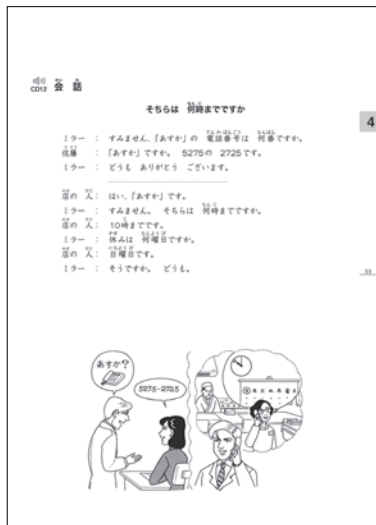 CD12 会話
そちらは 何時までですか
ミラー : すみません。「あすか」の 電話番号は 何番ですか。
佐藤 : 「あすか」ですか。 5275の 2725です。
ミラー : どうも ありがとう ございます。
店の 人 : はい、「あすか」です。
ミラー : すみません。 そちらは 何時までですか。
店の 人 : 10時までです。
ミラー : 休みは 何曜日ですか。
店の 人 : 日曜日です。
ミラー : そうですか。 どうも。
4
33
あすか?
5275-2725